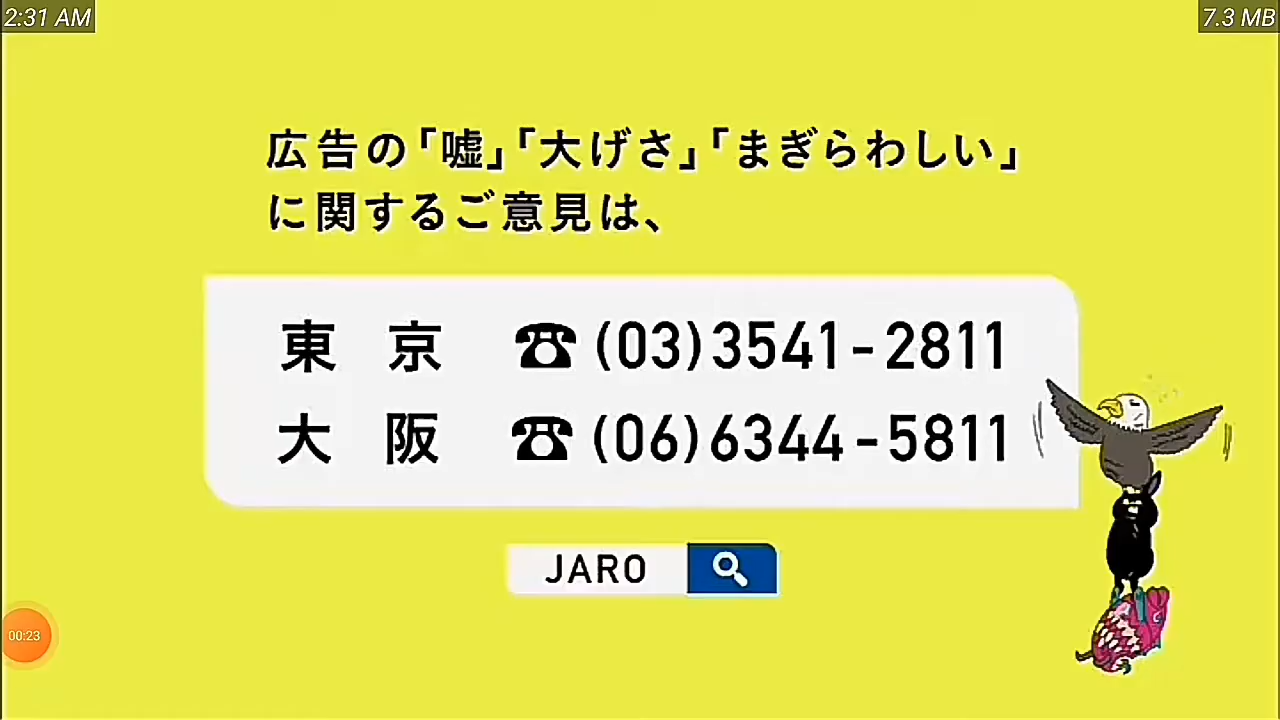 2:31 AM
7.3 MB
広告の「嘘」「大げさ」「まぎらわしい」
に関するご意見は、
東京 ☎(03)3541-2811
大阪 ☎(06)6344-5811
JARO
00:23